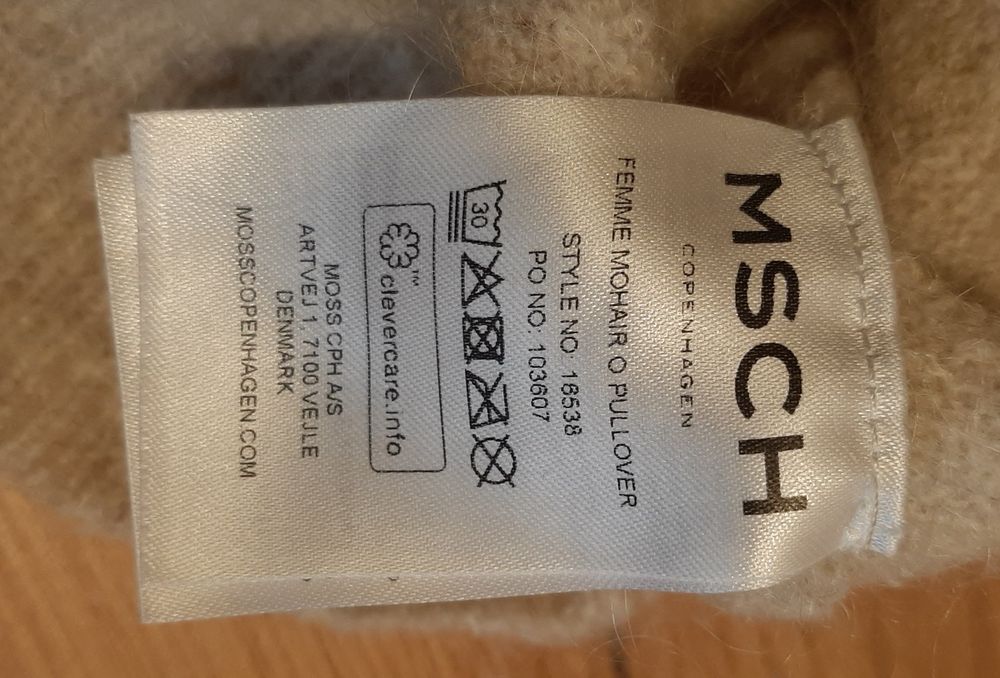 MSCH
COPENHAGEN
FEMME MOHAIR O PULLOVER
STYLE NO: 18538
PO NO: 103607
30
clevercare.info
MOSS CPH A/S
ARTVEJ 1, 7100 VEJLE
DENMARK
MOSSCOPENHAGEN.COM